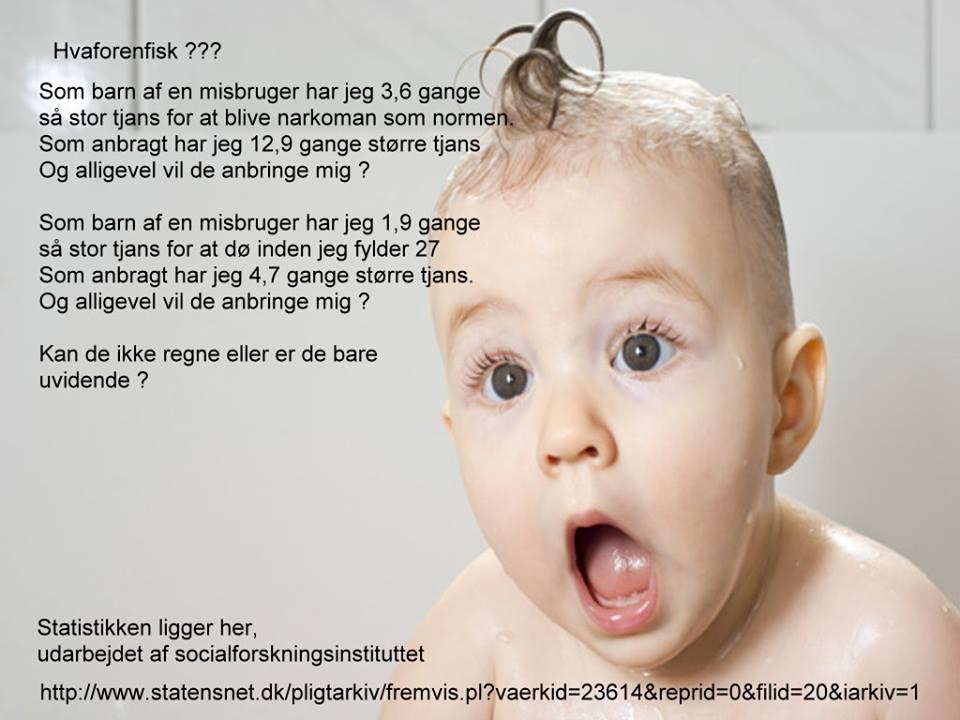 Hvaforenfisk ???
Som barn af en misbruger har jeg 3,6 gange
så stor tjans for at blive narkoman som normen.
Som anbragt har jeg 12,9 gange større tjans
Og alligevel vil de anbringe mig ?
Som barn af en misbruger har jeg 1,9 gange
så stor tjans for at dø inden jeg fylder 27
Som anbragt har jeg 4,7 gange større tjans.
Og alligevel vil de anbringe mig ?
Kan de ikke regne eller er de bare
uvidende ?
Statistikken ligger her,
udarbejdet af socialforskningsinstituttet
http://www.statensnet.dk/pligtarkiv/fremvis.pl?vaerkid=23614&reprid=0&filid=20&iarkiv=1